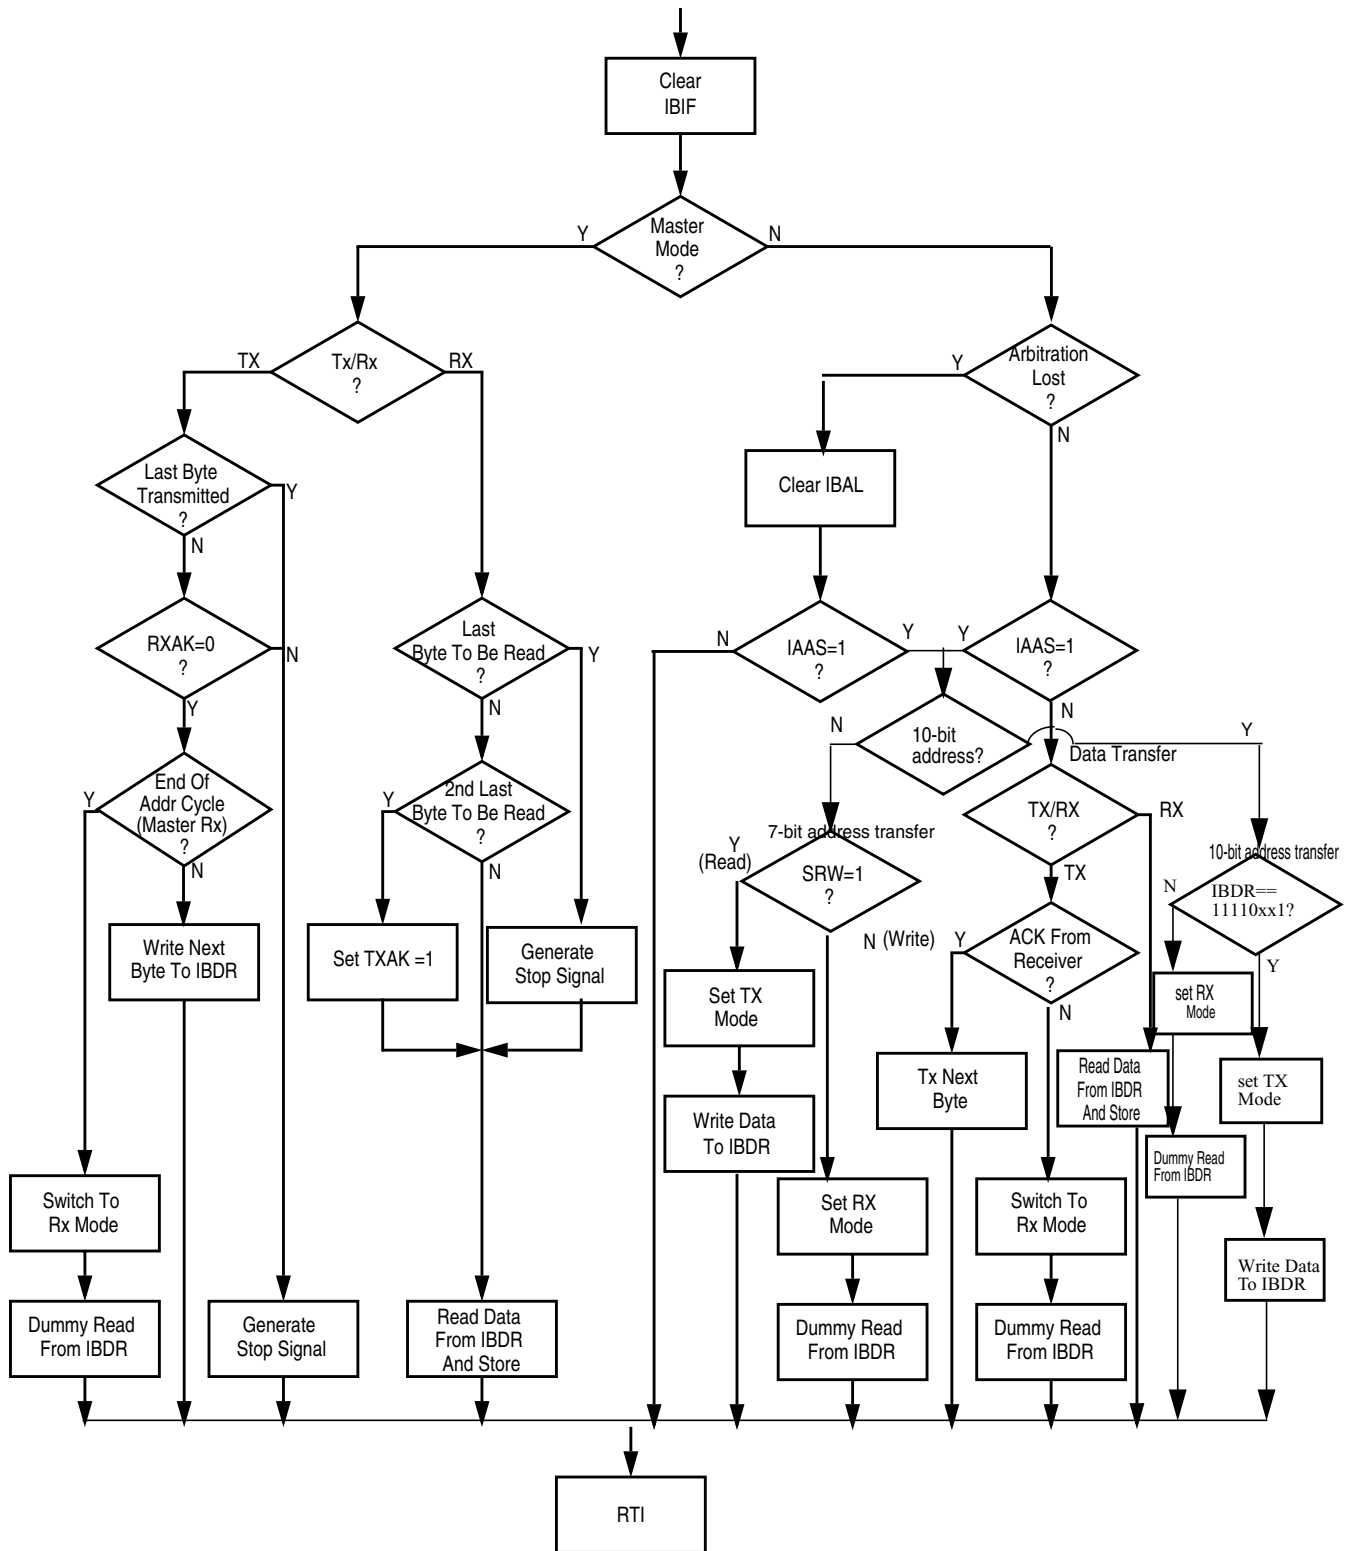 Clear
IBIF
Y
Master
Mode
?
N
TX
Tx/Rx
?
RX
Y
Arbitration
Lost
?
N
Last Byte
Transmitted
?
Y
N
Clear IBAL
RXAK=0
?
N
Y
Last
Byte To Be Read
?
Y
N
N
IAAS=1
?
Y
Y
IAAS=1
?
N
N
10-bit
address?
Y
Data Transfer
Y
End Of
Addr Cycle
(Master Rx)
?
N
Y
2nd Last
Byte To Be Read
?
N
7-bit address transfer
Y
(Read)
SRW=1
?
N (Write)
TX/RX
?
RX
TX
10-bit address transfer
N
IBDR==
11110xx1?
Y
Y
ACK From
Receiver
?
N
Write Next
Byte To IBDR
Set TXAK =1
Generate
Stop Signal
Set TX
Mode
set RX
Mode
Tx Next
Byte
Read Data
From IBDR
And Store
set TX
Mode
Write Data
To IBDR
Dummy Read
From IBDR
Switch To
Rx Mode
Set RX
Mode
Switch To
Rx Mode
Write Data
To IBDR
Dummy Read
From IBDR
Generate
Stop Signal
Read Data
From IBDR
And Store
Dummy Read
From IBDR
Dummy Read
From IBDR
RTI